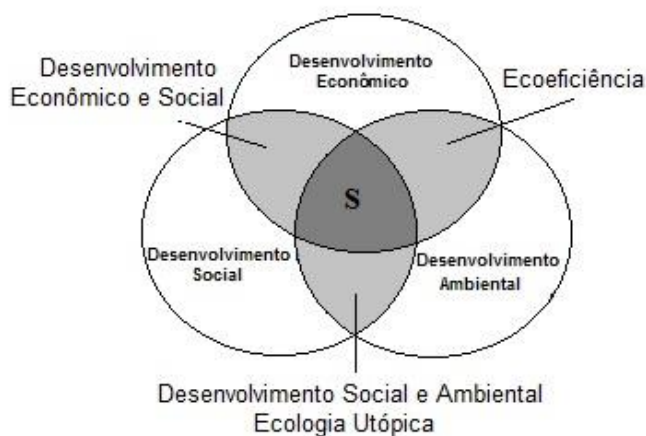 Desenvolvimento
Econômico e Social
Desenvolvimento
Econômico
Ecoeficiência
S
Desenvolvimento
Social
Desenvolvimento
Ambiental
Desenvolvimento Social e Ambiental
Ecologia Utópica